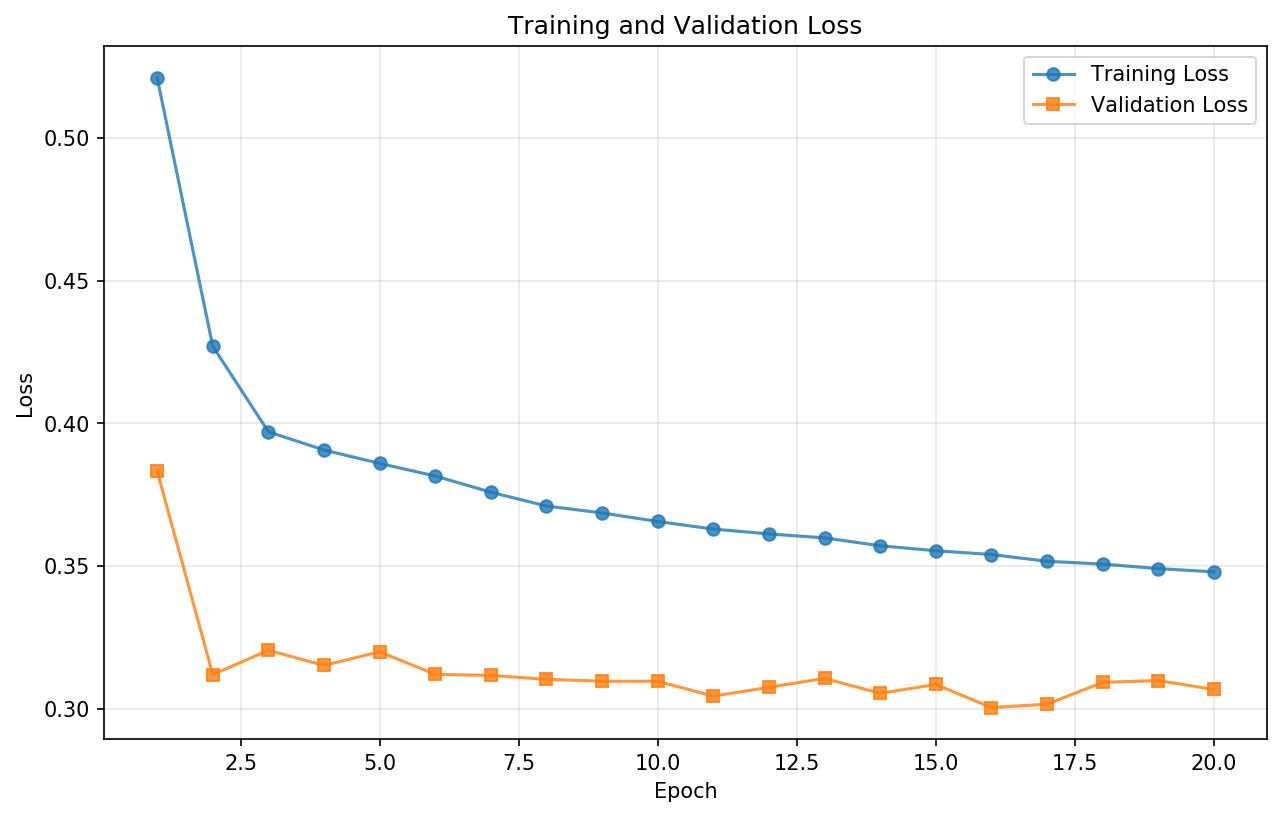 Training and Validation Loss
Training Loss
Validation Loss
0.50
0.45
0.40
0.35
0.30
Loss
2.5 5.0 7.5 10.0 12.5 15.0 17.5 20.0
Epoch